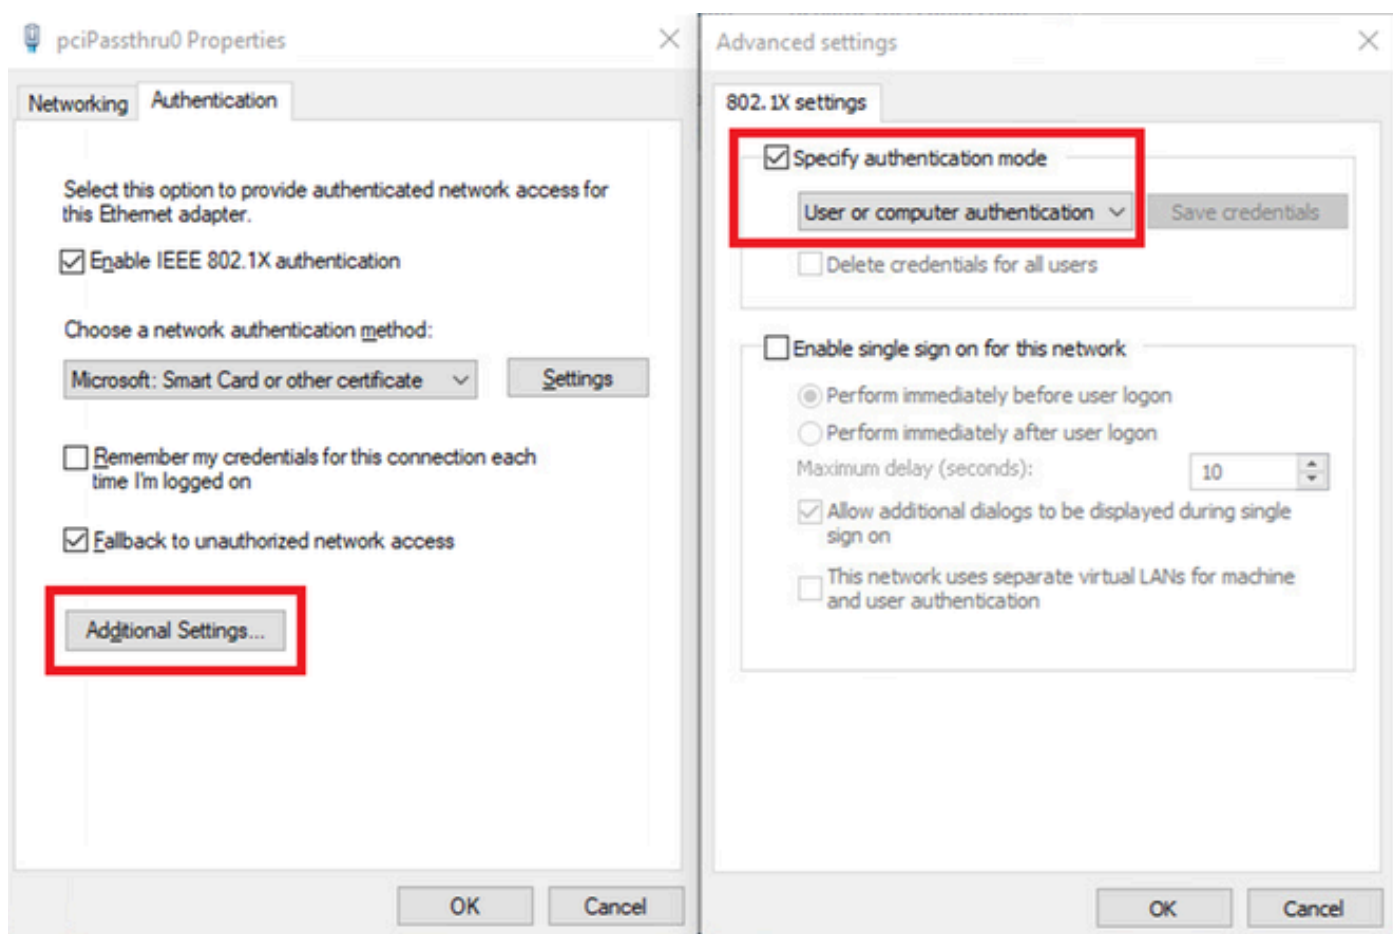 pciPassthru0 Properties
Networking
Authentication
Select this option to provide authenticated network access for
this Ethernet adapter.
Enable IEEE 802.1X authentication
Choose a network authentication method:
Microsoft: Smart Card or other certificate
Settings
Remember my credentials for this connection each
time I'm logged on
Fallback to unauthorized network access
Additional Settings...
OK
Cancel
Advanced settings
802.1X settings
Specify authentication mode
User or computer authentication
Save credentials
Delete credentials for all users
Enable single sign on for this network
Perform immediately before user logon
Perform immediately after user logon
Maximum delay (seconds):
10
Allow additional dialogs to be displayed during single
sign on
This network uses separate virtual LANs for machine
and user authentication
OK
Cancel